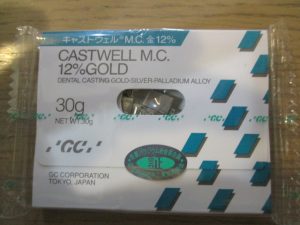 キャストウェル M.C. 金12%
CASTWELL M.C.
12%GOLD
DENTAL CASTING GOLD-SILVER-PALLADIUM ALLOY
30g
NET WT.30g
'GC'
GC CORPORATION
TOKYO, JAPAN